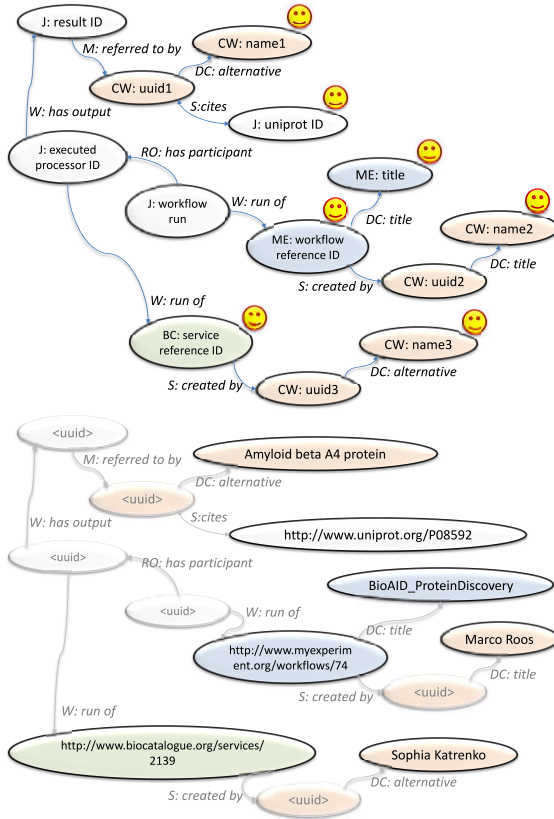 J: result ID
M: referred to by
CW: name1
DC: alternative
CW: uuid1
S:cites
W: has output
J: uniprot ID
J: executed
processor ID
RO: has participant
ME: title
J: workflow
run
W: run of
DC: title
ME: workflow
reference ID
CW: name2
S: created by
CW: uuid2
DC: title
W: run of
BC: service
reference ID
CW: name3
S: created by
DC: alternative
CW: uuid3
<uuid>
M: referred to by
Amyloid beta A4 protein
DC: alternative
<uuid>
S:cites
W: has output
http://www.uniprot.org/P08592
<uuid>
RO: has participant
BioAID_ProteinDiscovery
<uuid>
W: run of
DC: title
http://www.myexperim
ent.org/workflows/74
Marco Roos
S: created by
<uuid>
DC: title
W: run of
http://www.biocatalogue.org/services/
2139
Sophia Katrenko
S: created by
DC: alternative
<uuid>